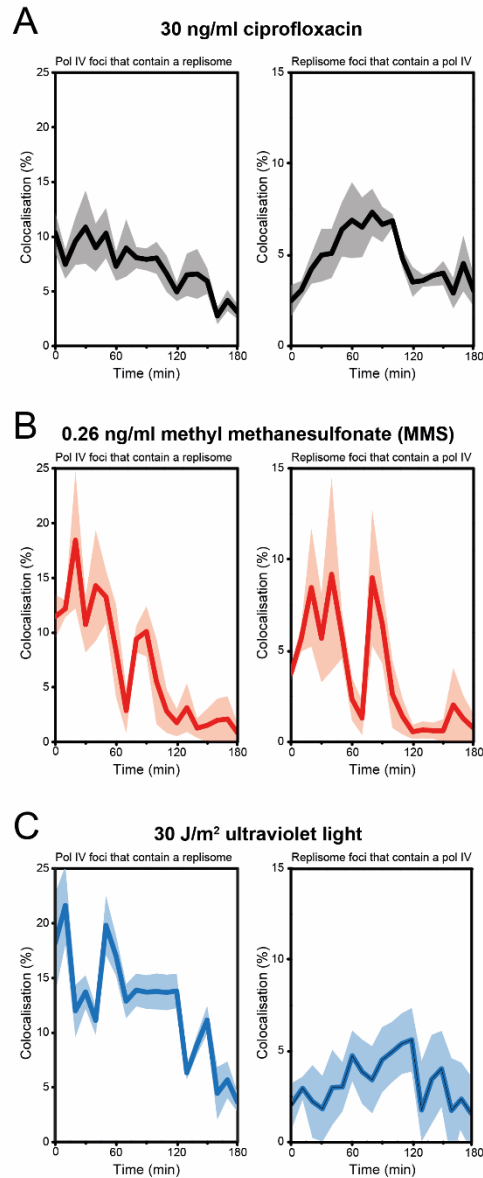 A
30 ng/ml ciprofloxacin
Pol IV foci that contain a replisome
Replisome foci that contain a pol IV
Colocalisation (%)
25
20
15
10
5
0
0 60 120 180
Time (min)
Colocalisation (%)
15
10
5
0
0 60 120 180
Time (min)
B
0.26 ng/ml methyl methanesulfonate (MMS)
Pol IV foci that contain a replisome
Replisome foci that contain a pol IV
Colocalisation (%)
25
20
15
10
5
0
0 60 120 180
Time (min)
Colocalisation (%)
15
10
5
0
0 60 120 180
Time (min)
C
30 J/m² ultraviolet light
Pol IV foci that contain a replisome
Replisome foci that contain a pol IV
Colocalisation (%)
25
20
15
10
5
0
0 60 120 180
Time (min)
Colocalisation (%)
15
10
5
0
0 60 120 180
Time (min)